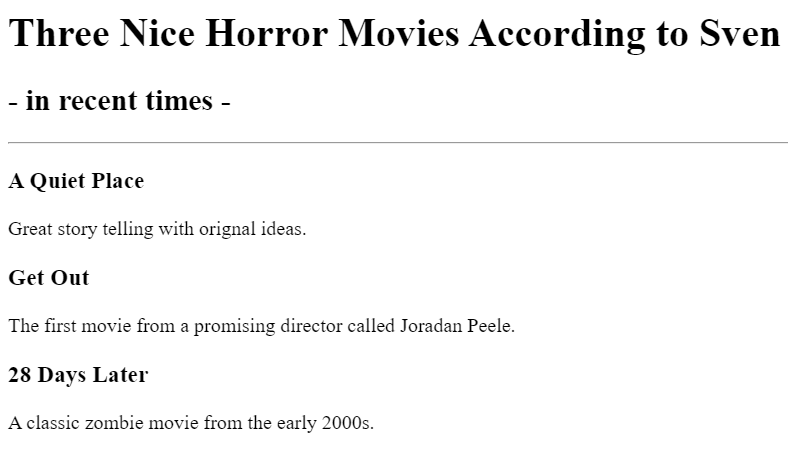 Three Nice Horror Movies According to Sven
- in recent times -
A Quiet Place
Great story telling with orignal ideas.
Get Out
The first movie from a promising director called Joradan Peele.
28 Days Later
A classic zombie movie from the early 2000s.